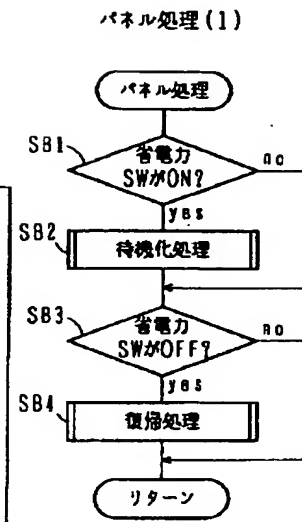 パネル処理(1)
パネル処理
SB1
省電力
SWがON?
no
yes
SB2
待機化処理
SB3
省電力
SWがOFF?
no
yes
SB4
復帰処理
リターン